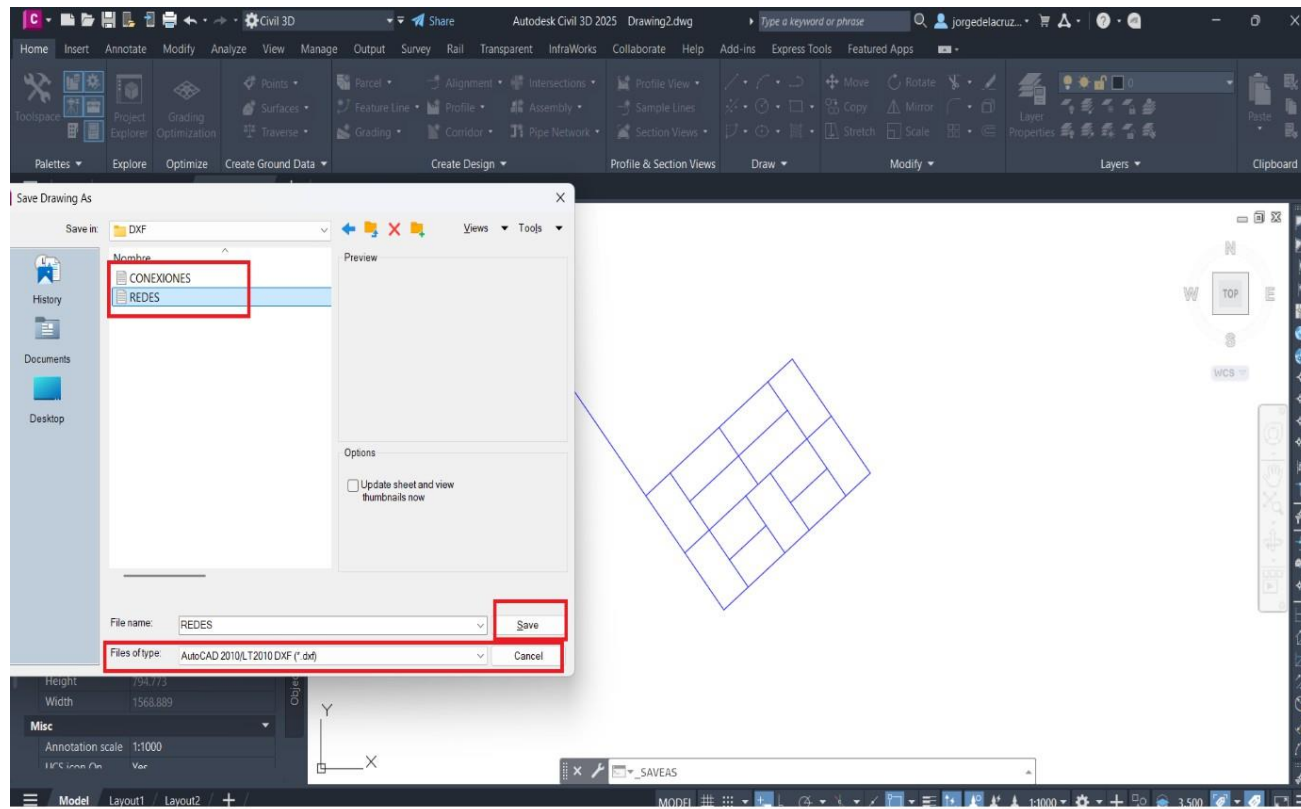 Civil 3D Share Autodesk Civil 3D 2025 Drawing2.dwg Type a keyword or phrase jorgedelacruz...
Home Insert Annotate Modify Analyze View Manage Output Survey Rail Transparent InfraWorks Collaborate Help Add-ins Express Tools Featured Apps
Points Parcel Alignment Intersections Profile View Move Rotate 0
Toolspace Project Explorer Grading Optimization Surfaces Feature Line Profile Assembly Sample Lines Copy Mirror Layer Properties Paste
Traverse Grading Corridor Pipe Network Section Views Stretch Scale
Palettes Explore Optimize Create Ground Data Create Design Profile & Section Views Draw Modify Layers Clipboard
Save Drawing As
Save in: DXF Views Tools
Nombre Preview
CONEXIONES
REDES
History
Documents
Desktop
Options
Update sheet and view
thumbnails now
File name: REDES Save
Files of type: AutoCAD 2010/LT2010 DXF (*.dxf) Cancel
N
W TOP E
S
WCS
Height 794.773
Width 1568.889
Misc
Annotation scale 1:1000
UCS icon On Yes
Y
X
_SAVEAS
Model Layout1 Layout2 + MODEL 1:1000 3.500